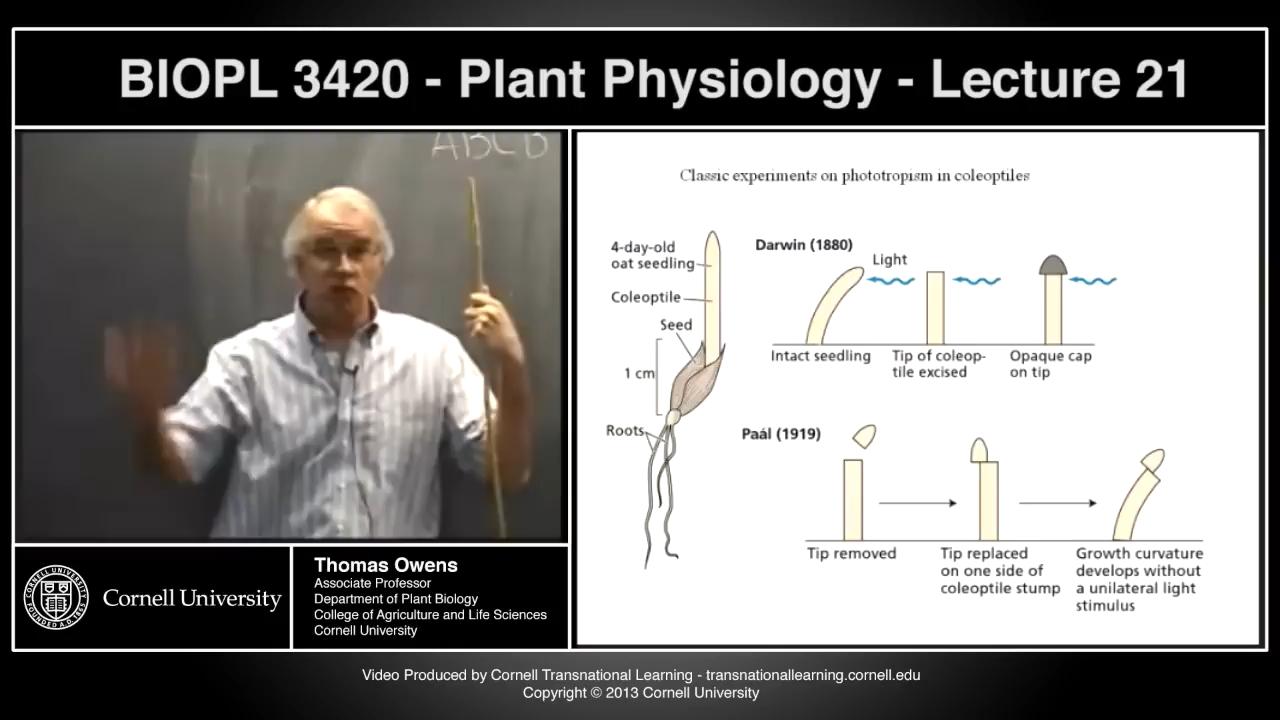 BIOPL 3420 - Plant Physiology - Lecture 21
ABCD
Classic experiments on phototropism in coleoptiles
4-day-old
oat seedling
Coleoptile
Seed
1 cm
Roots
Darwin (1880)
Light
Intact seedling
Tip of coleop-
tile excised
Opaque cap
on tip
Paál (1919)
Tip removed
Tip replaced
on one side of
coleoptile stump
Growth curvature
develops without
a unilateral light
stimulus
Cornell University
Thomas Owens
Associate Professor
Department of Plant Biology
College of Agriculture and Life Sciences
Cornell University
Video Produced by Cornell Transnational Learning - transnationallearning.cornell.edu
Copyright © 2013 Cornell University